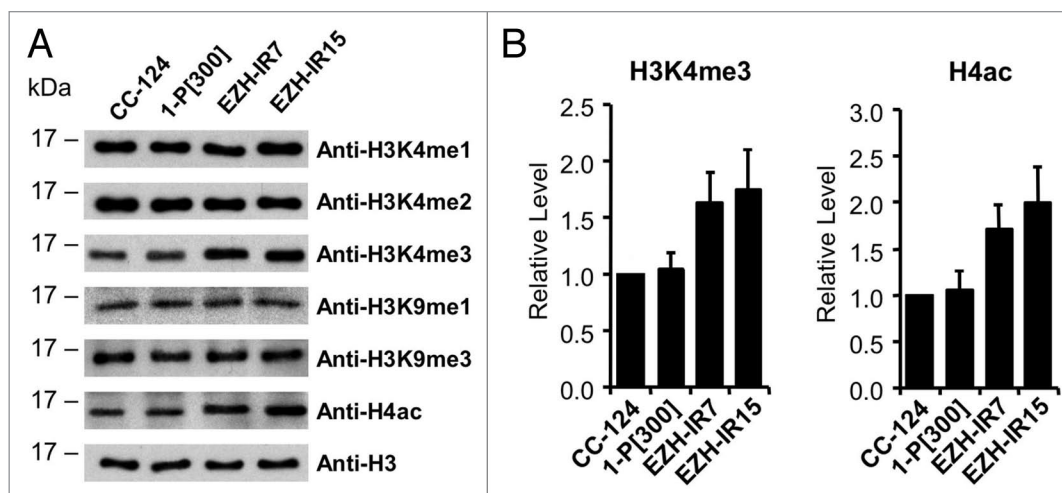 A
kDa
CC-124
1-P[300]
EZH-IR7
EZH-IR15
17
Anti-H3K4me1
17
Anti-H3K4me2
17
Anti-H3K4me3
17
Anti-H3K9me1
17
Anti-H3K9me3
17
Anti-H4ac
17
Anti-H3
B
H3K4me3
Relative Level
2.5
2.0
1.5
1.0
0.5
0.0
CC-124
1-P[300]
EZH-IR7
EZH-IR15
H4ac
Relative Level
3.0
2.5
2.0
1.5
1.0
0.5
0.0
CC-124
1-P[300]
EZH-IR7
EZH-IR15